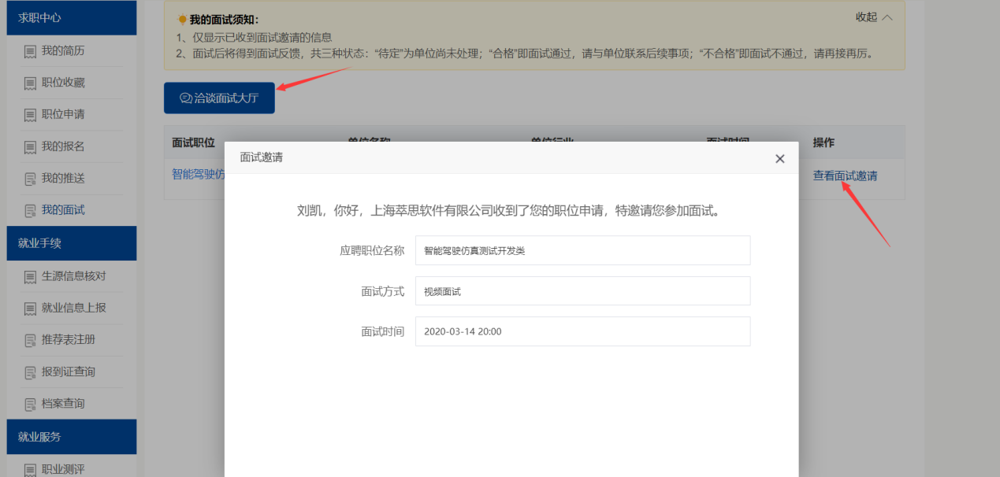 求职中心
我的简历
职位收藏
职位申请
我的报名
我的推送
我的面试
就业手续
生源信息核对
就业信息上报
推荐表注册
报到证查询
档案查询
就业服务
职业测评
我的面试须知：
收起
1、仅显示已收到面试邀请的信息
2、面试后将得到面试反馈，共三种状态：“待定”为单位尚未处理；“合格”即面试通过，请与单位联系后续事项；“不合格”即面试不通过，请再接再厉。
洽谈面试大厅
面试职位 单位名称 单位行业 面试时间 操作
智能驾驶仿 查看面试邀请
面试邀请
刘凯，你好，上海萃思软件有限公司收到了您的职位申请，特邀请您参加面试。
应聘职位名称 智能驾驶仿真测试开发类
面试方式 视频面试
面试时间 2020-03-14 20:00